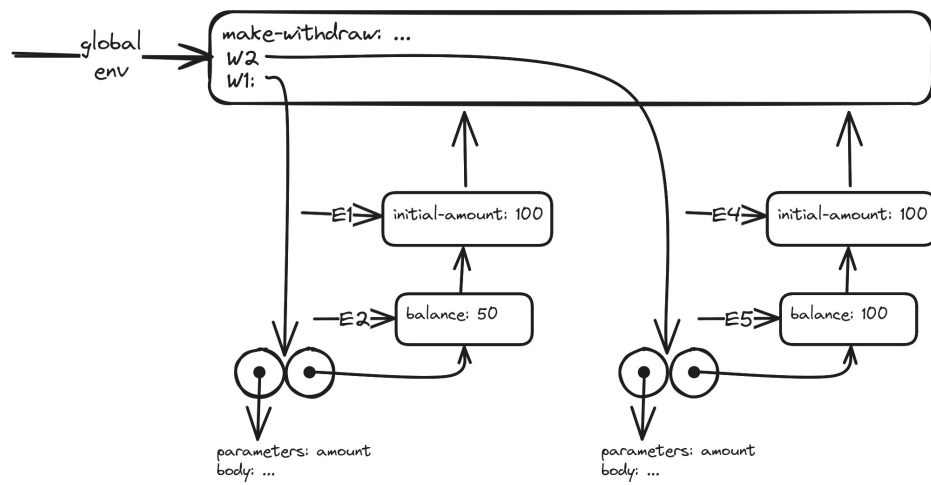 global
env
make-withdraw: ...
W2
W1:
E1
initial-amount: 100
E4
initial-amount: 100
E2
balance: 50
E5
balance: 100
parameters: amount
body: ...
parameters: amount
body: ...